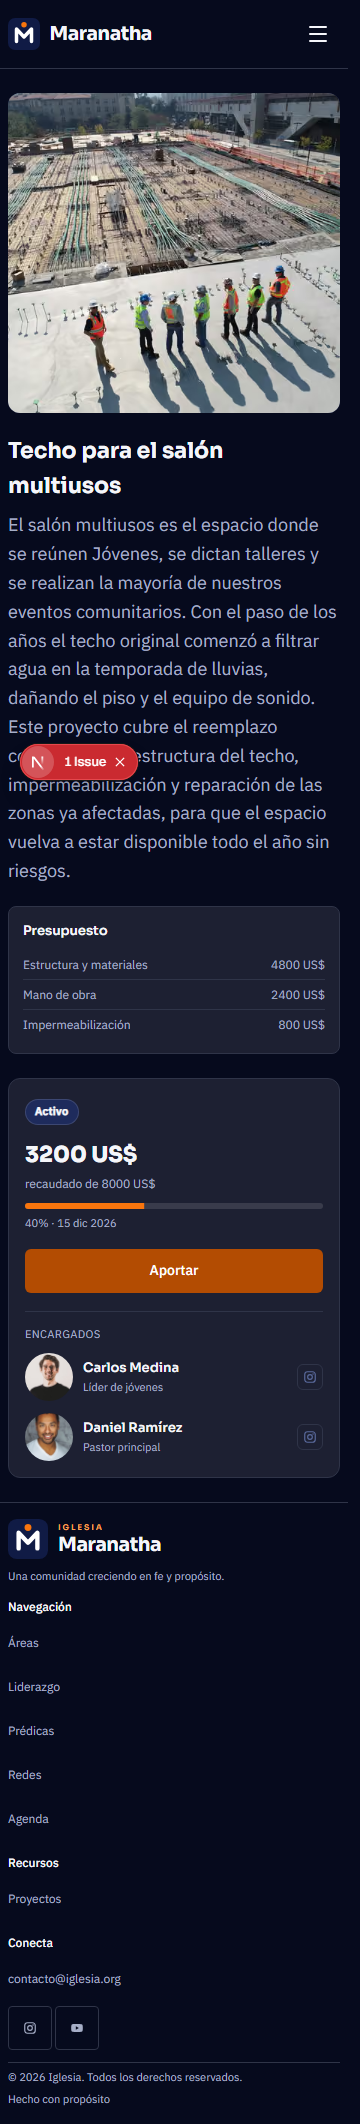 Maranatha
Techo para el salón
multiusos
El salón multiusos es el espacio donde
se reúnen Jóvenes, se dictan talleres y
se realizan la mayoría de nuestros
eventos comunitarios. Con el paso de los
años el techo original comenzó a filtrar
agua en la temporada de lluvias,
dañando el piso y el equipo de sonido.
Este proyecto cubre el reemplazo
estructura del techo,
1 Issue
impermeabilización y reparación de las
zonas ya afectadas, para que el espacio
vuelva a estar disponible todo el año sin
riesgos.
Presupuesto
Estructura y materiales 4800 US$
Mano de obra 2400 US$
Impermeabilización 800 US$
Activo
3200 US$
recaudado de 8000 US$
40% · 15 dic 2026
Aportar
ENCARGADOS
Carlos Medina
Líder de jóvenes
Daniel Ramírez
Pastor principal
IGLESIA
Maranatha
Una comunidad creciendo en fe y propósito.
Navegación
Áreas
Liderazgo
Prédicas
Redes
Agenda
Recursos
Proyectos
Conecta
contacto@iglesia.org
© 2026 Iglesia. Todos los derechos reservados.
Hecho con propósito